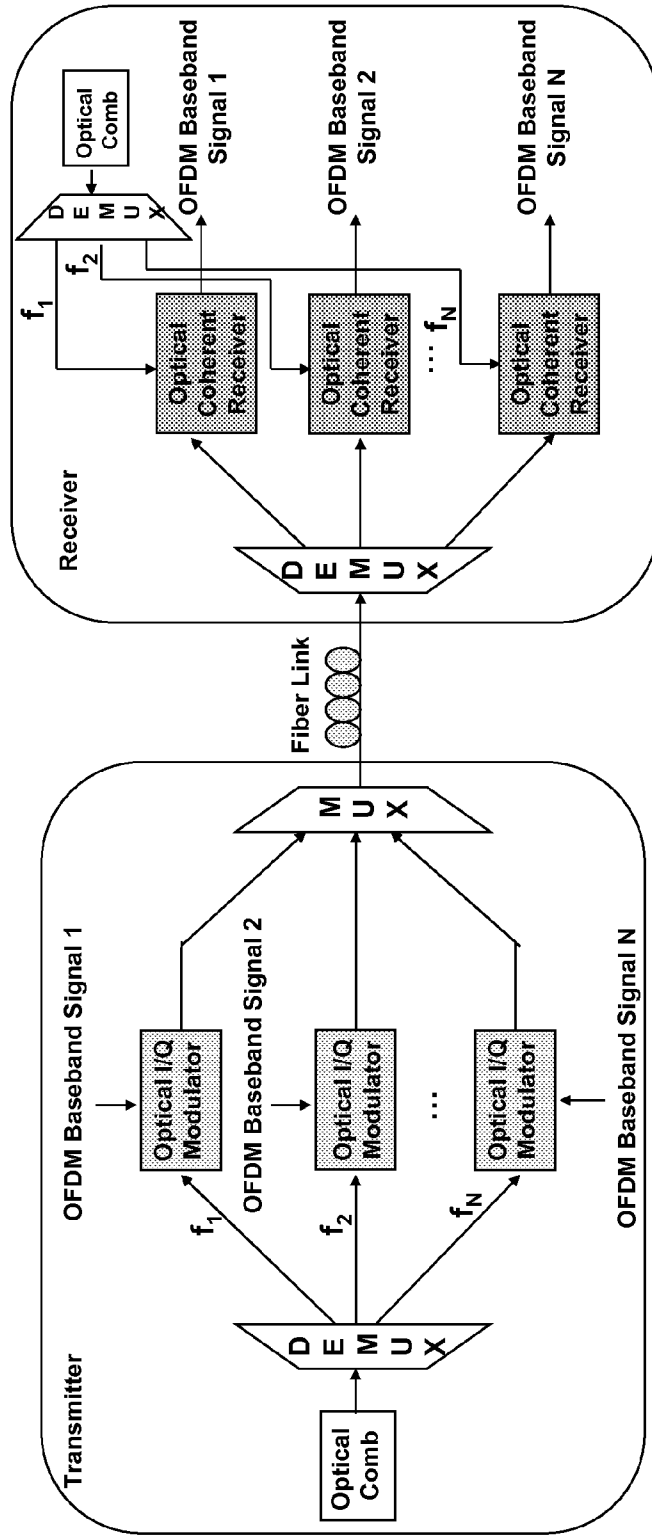 Transmitter
Optical
Comb
D
E
M
U
X
f1
f2
fN
OFDM Baseband Signal 1
Optical I/Q
Modulator
OFDM Baseband Signal 2
Optical I/Q
Modulator
...
Optical I/Q
Modulator
OFDM Baseband Signal N
M
U
X
Fiber Link
Receiver
D
E
M
U
X
Optical
Coherent
Receiver
Optical
Coherent
Receiver
...
Optical
Coherent
Receiver
f1
f2
fN
D
E
M
U
X
Optical
Comb
OFDM Baseband
Signal 1
OFDM Baseband
Signal 2
OFDM Baseband
Signal N